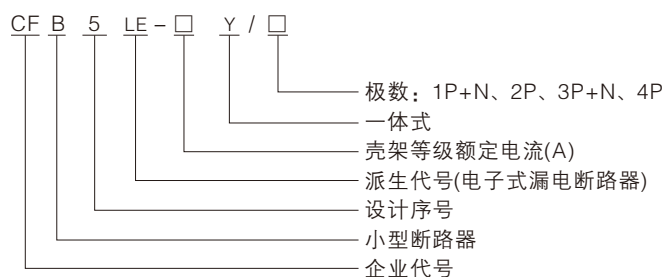 CF B 5 LE-□ Y/□
极数：1P+N、2P、3P+N、4P
一体式
壳架等级额定电流(A)
派生代号(电子式漏电断路器)
设计序号
小型断路器
企业代号